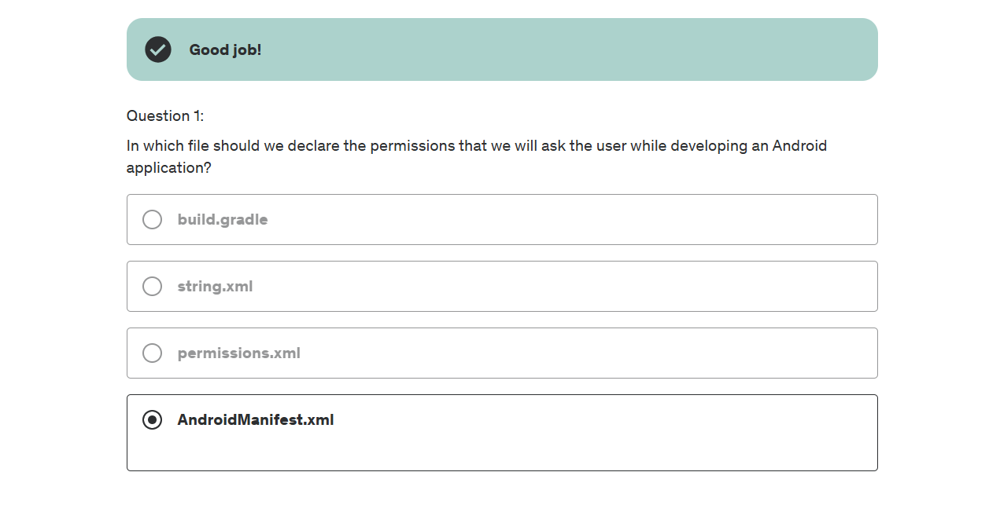 Good job!
Question 1:
In which file should we declare the permissions that we will ask the user while developing an Android
application?
build.gradle
string.xml
permissions.xml
AndroidManifest.xml